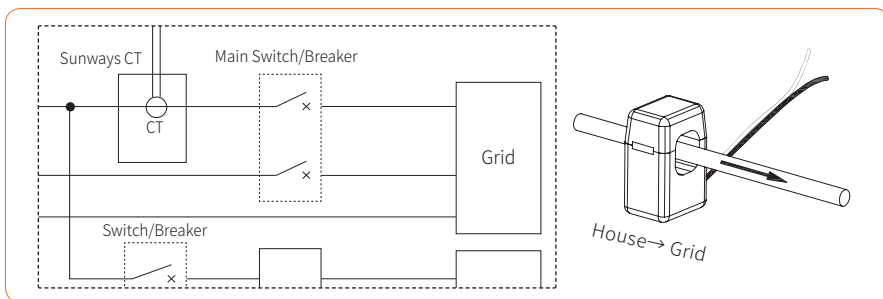 Sunways CT
Main Switch/Breaker
CT
Grid
Switch/Breaker
House→ Grid